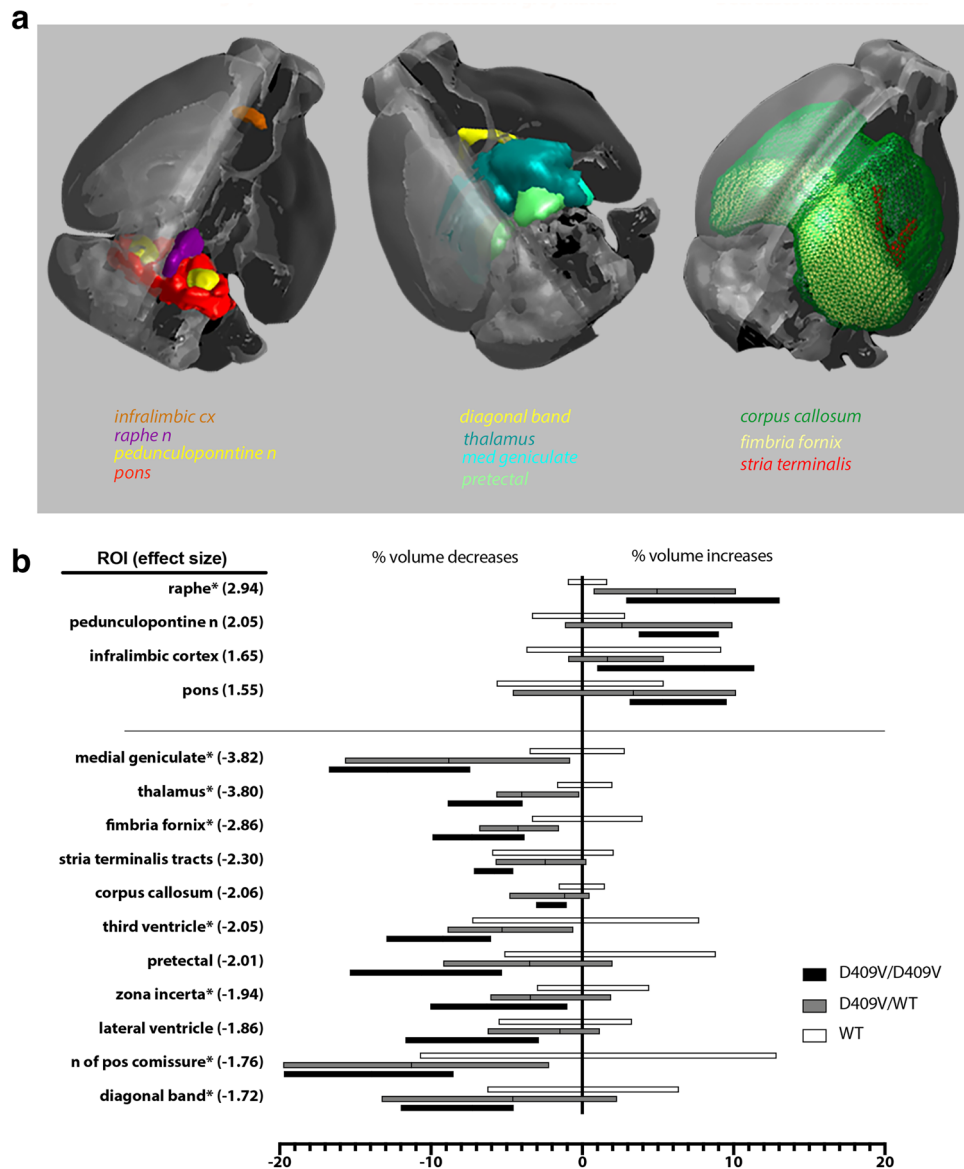 a
infralimbic cx
raphe n
pedunculoponntine n
pons
diagonal band
thalamus
med geniculate
pretectal
corpus callosum
fimbria fornix
stria terminalis
b
ROI (effect size)
% volume decreases
% volume increases
raphe* (2.94)
pedunculopontine n (2.05)
infralimbic cortex (1.65)
pons (1.55)
medial geniculate* (-3.82)
thalamus* (-3.80)
fimbria fornix* (-2.86)
stria terminalis tracts (-2.30)
corpus callosum (-2.06)
third ventricle* (-2.05)
pretectal (-2.01)
zona incerta* (-1.94)
lateral ventricle (-1.86)
n of pos comissure* (-1.76)
diagonal band* (-1.72)
D409V/D409V
D409V/WT
WT
-20 -10 0 10 20